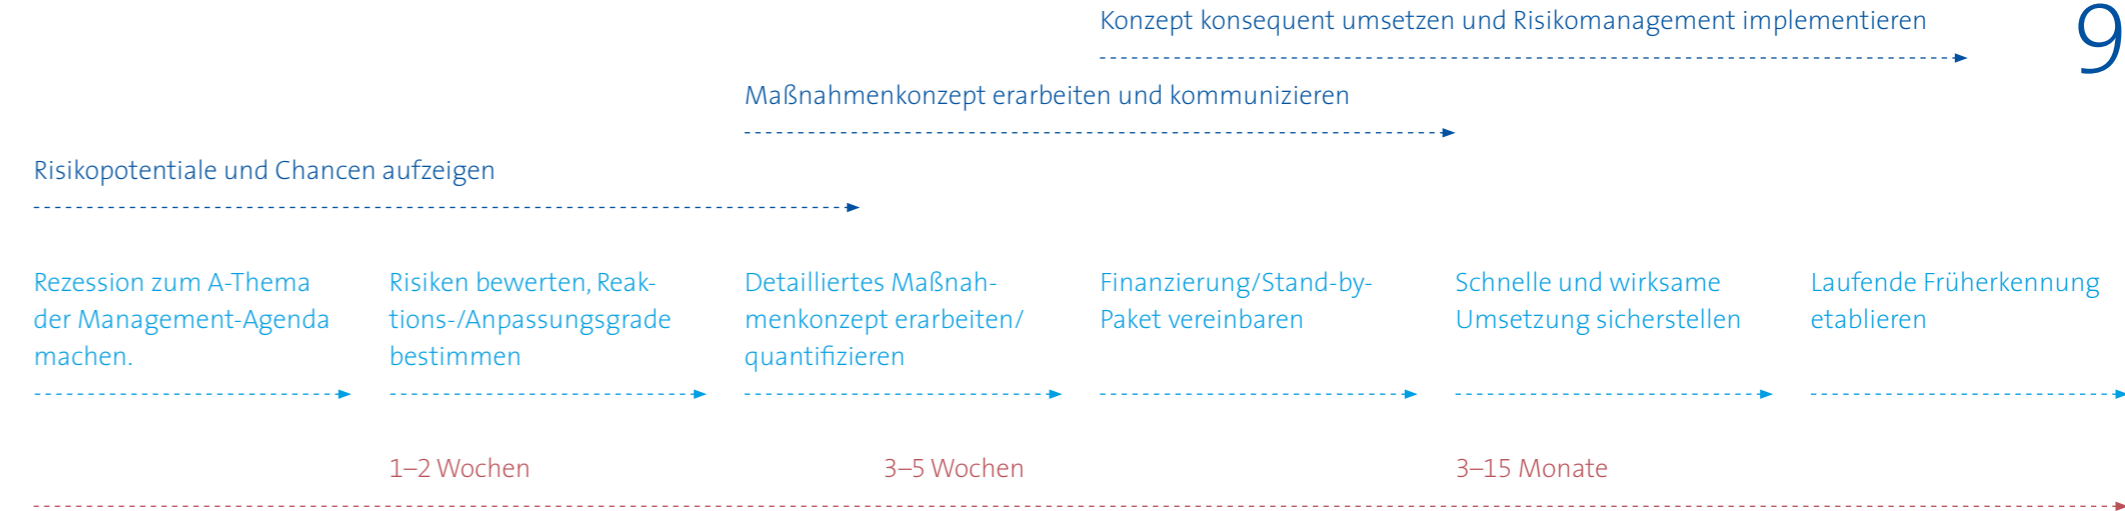 Konzept konsequent umsetzen und Risikomanagement implementieren
9
Maßnahmenkonzept erarbeiten und kommunizieren
Risikopotentiale und Chancen aufzeigen
Rezession zum A-Thema
der Management-Agenda
machen.
Risiken bewerten, Reak-
tions-/Anpassungsgrade
bestimmen
Detailliertes Maßnah-
menkonzept erarbeiten/
quantifizieren
Finanzierung/Stand-by-
Paket vereinbaren
Schnelle und wirksame
Umsetzung sicherstellen
Laufende Früherkennung
etablieren
1–2 Wochen
3–5 Wochen
3–15 Monate